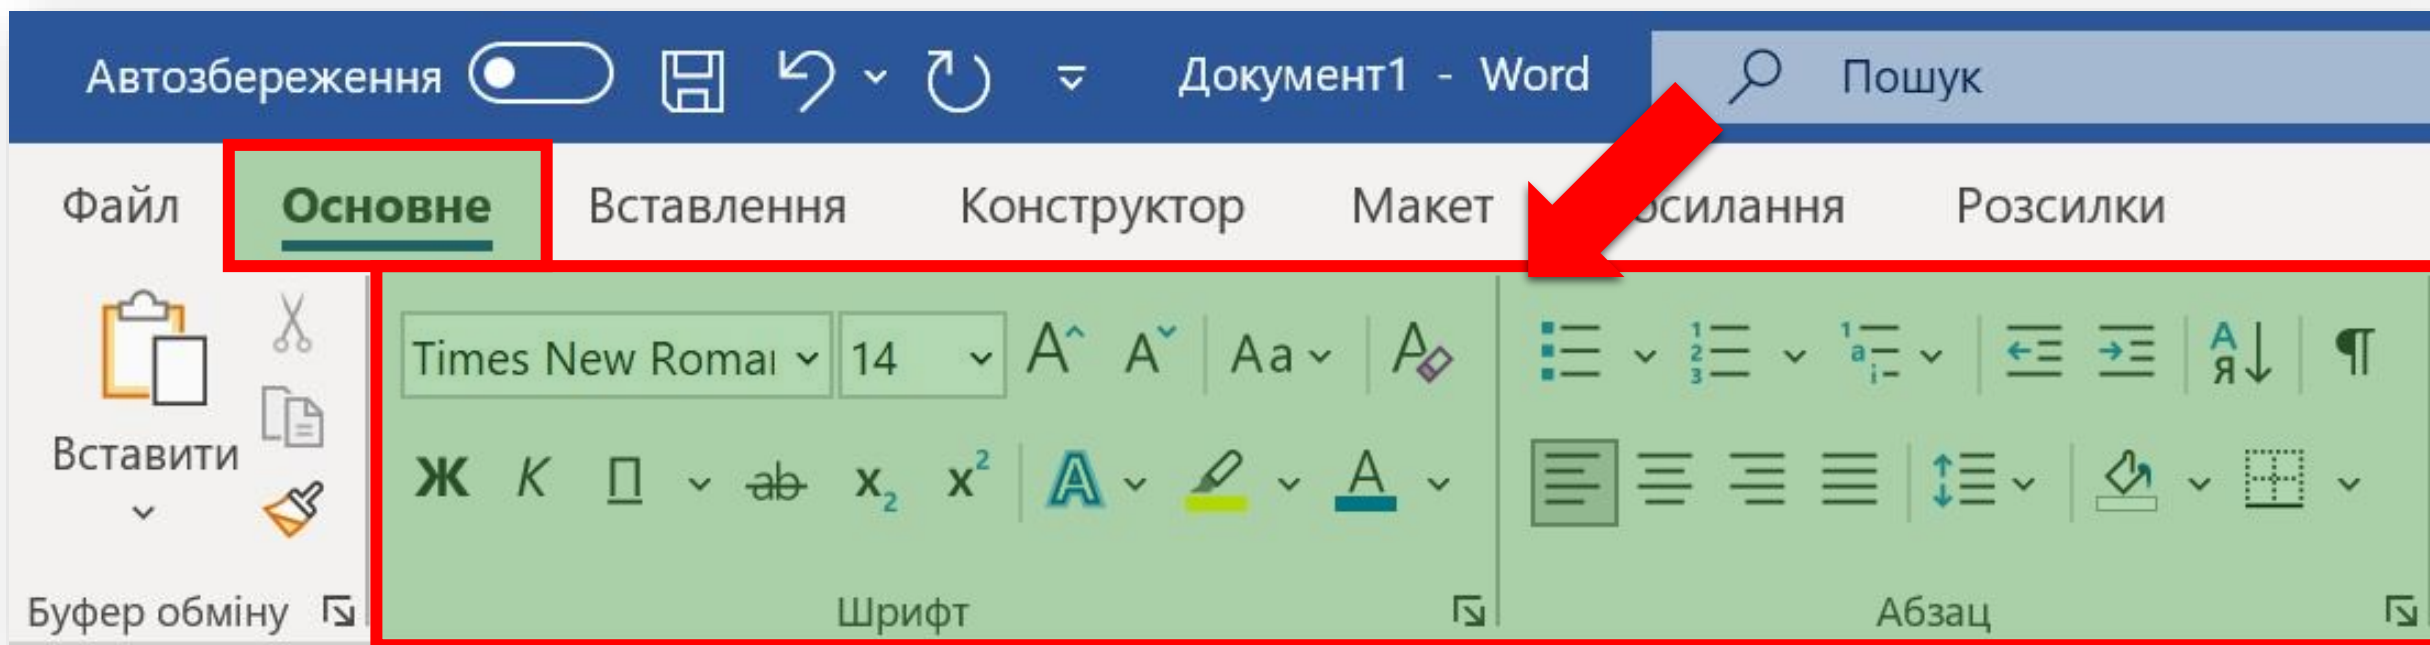 Автозбереження Документ1 - Word Пошук
Файл Основне Вставлення Конструктор Макет Розсилки
Times New 14 Aa
Вставити
Ж К П ab x₂ x² A A
Буфер обміну Шрифт Абзац